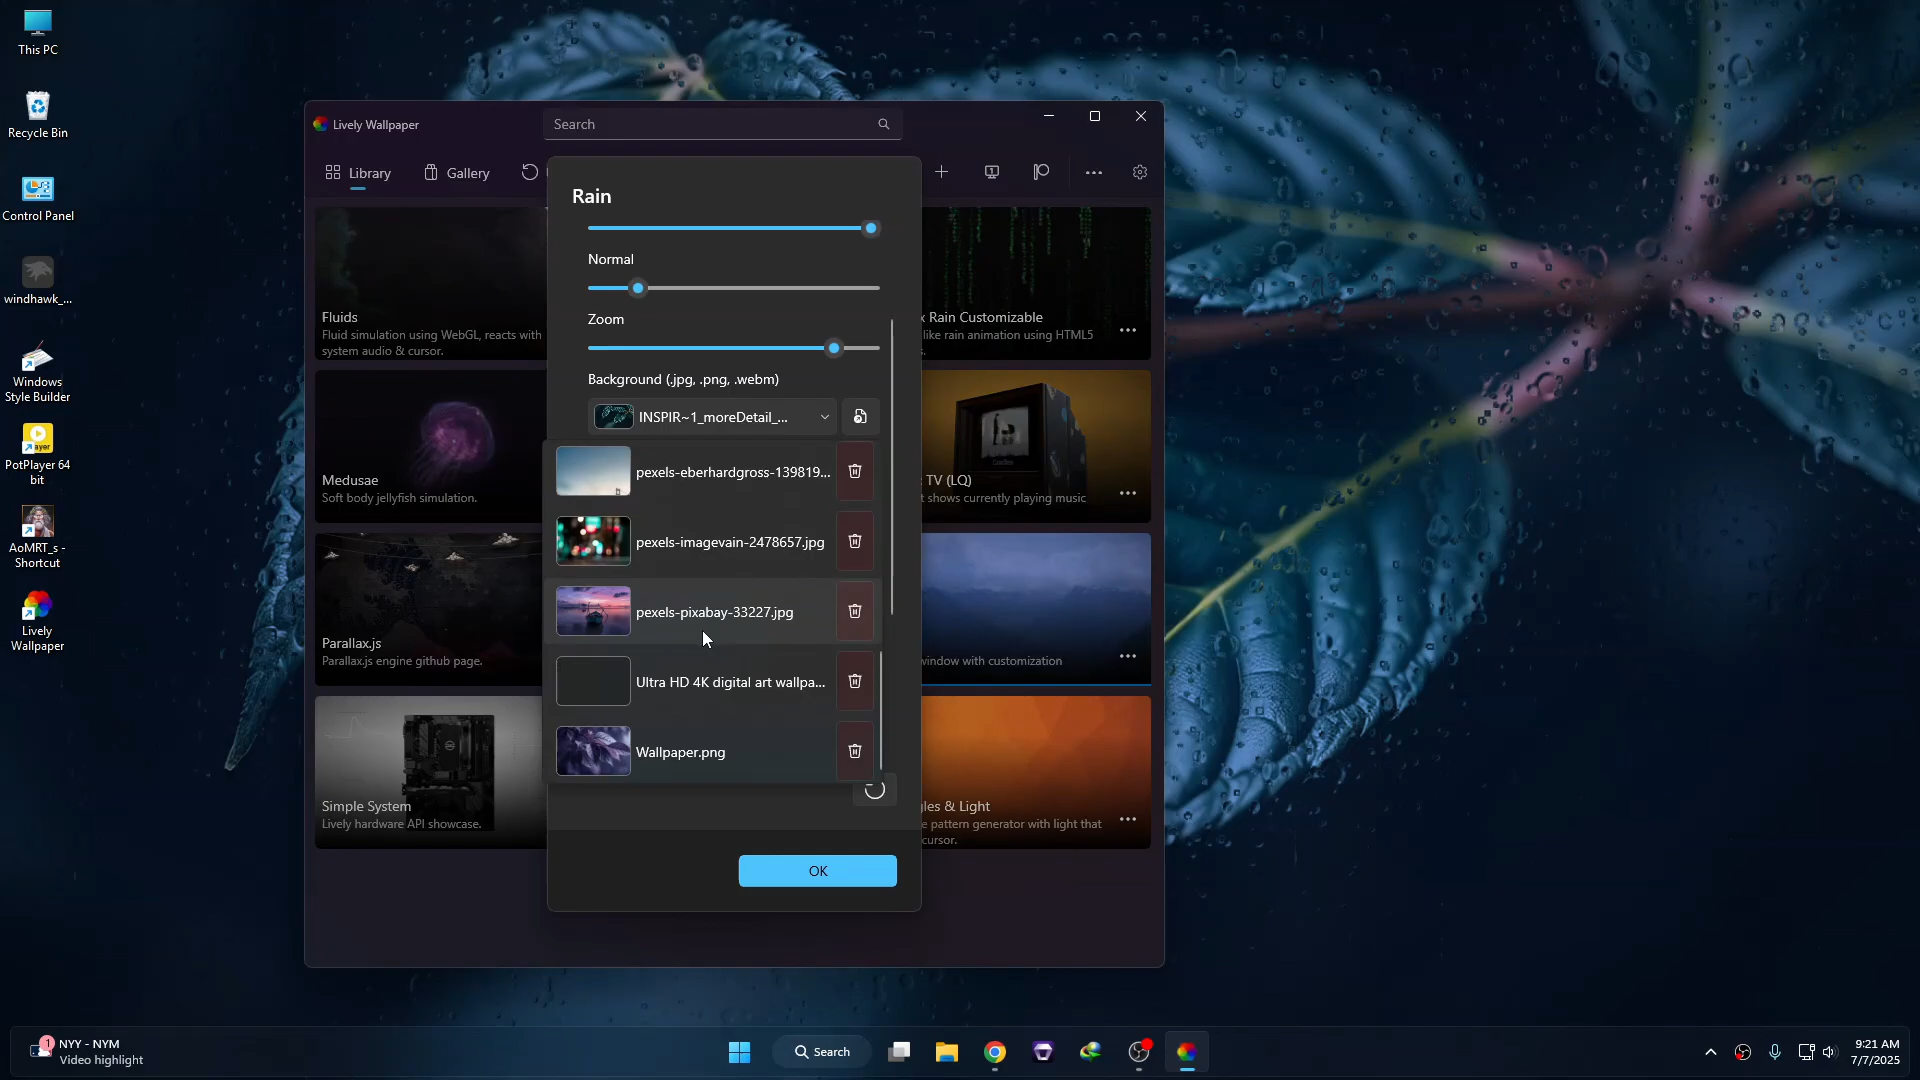 This PC
Recycle Bin
Control Panel
windhawk_...
Windows
Style Builder
PotPlayer 64
bit
AoMRT_s -
Shortcut
Lively
Wallpaper
Lively Wallpaper
Search
Library
Gallery
Fluids
Fluid simulation using WebGL, reacts with
system audio & cursor.
Medusae
Soft body jellyfish simulation.
Parallax.js
Parallax.js engine github page.
Simple System
Lively hardware API showcase.
Rain
Normal
Zoom
Background (.jpg, .png, .webm)
INSPIR~1_moreDetail_...
pexels-eberhardgross-139819...
pexels-imagevain-2478657.jpg
pexels-pixabay-33227.jpg
Ultra HD 4K digital art wallpa...
Wallpaper.png
OK
x Rain Customizable
like rain animation using HTML5
TV (LQ)
shows currently playing music
window with customization
les & Light
e pattern generator with light that
cursor.
1
NYY - NYM
Video highlight
Search
9:21 AM
7/7/2025